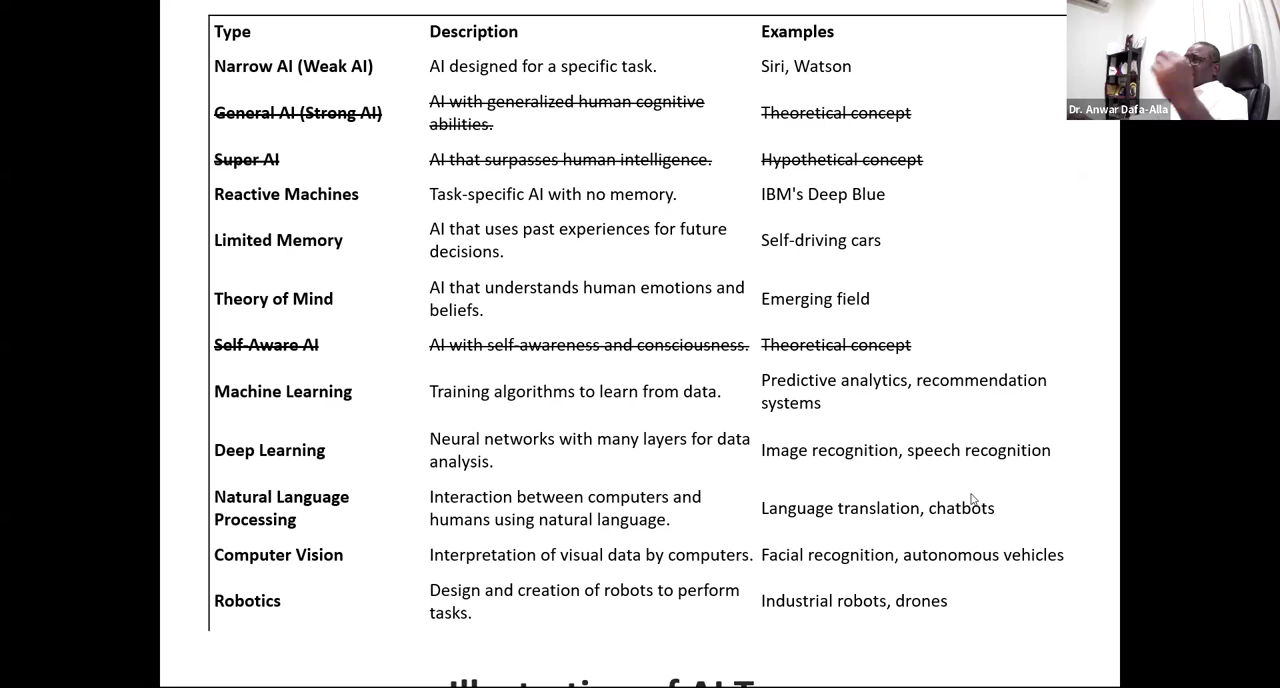 Type Description Examples
Narrow AI (Weak AI) AI designed for a specific task. Siri, Watson
General AI (Strong AI) AI with generalized human cognitive abilities. Theoretical concept
Super AI AI that surpasses human intelligence. Hypothetical concept
Reactive Machines Task-specific AI with no memory. IBM's Deep Blue
Limited Memory AI that uses past experiences for future decisions. Self-driving cars
Theory of Mind AI that understands human emotions and beliefs. Emerging field
Self-Aware AI AI with self-awareness and consciousness. Theoretical concept
Machine Learning Training algorithms to learn from data. Predictive analytics, recommendation systems
Deep Learning Neural networks with many layers for data analysis. Image recognition, speech recognition
Natural Language Processing Interaction between computers and humans using natural language. Language translation, chatbots
Computer Vision Interpretation of visual data by computers. Facial recognition, autonomous vehicles
Robotics Design and creation of robots to perform tasks. Industrial robots, drones
Dr. Anwar Dafa-Alla